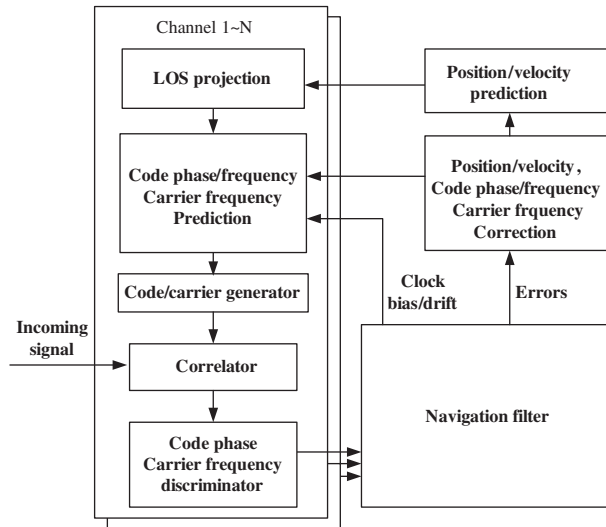 Channel 1~N
LOS projection
Position/velocity
prediction
Code phase/frequency
Carrier frequency
Prediction
Position/velocity,
Code phase/frequency
Carrier frquency
Correction
Code/carrier generator
Clock
bias/drift
Errors
Incoming
signal
Correlator
Navigation filter
Code phase
Carrier frequency
discriminator